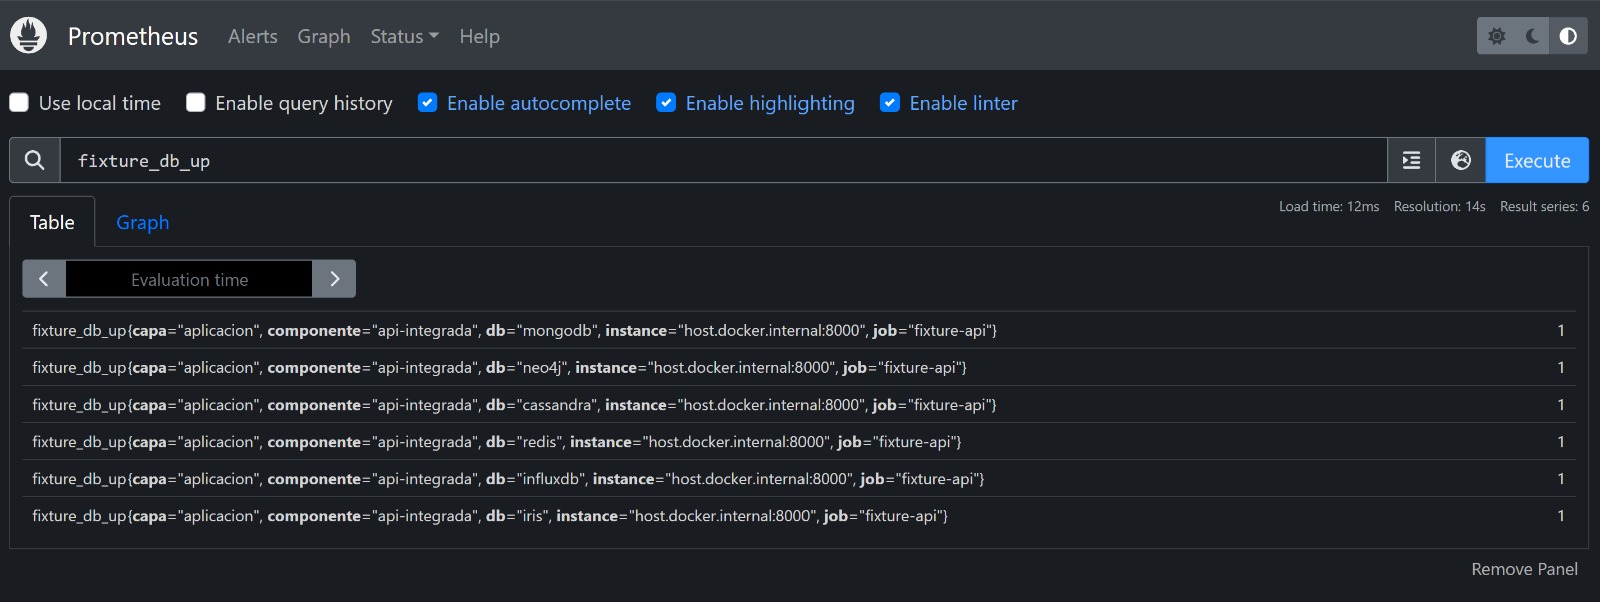 Prometheus Alerts Graph Status Help
Use local time Enable query history Enable autocomplete Enable highlighting Enable linter
fixture_db_up Execute
Table Graph Load time: 12ms Resolution: 14s Result series: 6
Evaluation time
fixture_db_up{capa="aplicacion", componente="api-integrada", db="mongodb", instance="host.docker.internal:8000", job="fixture-api"} 1
fixture_db_up{capa="aplicacion", componente="api-integrada", db="neo4j", instance="host.docker.internal:8000", job="fixture-api"} 1
fixture_db_up{capa="aplicacion", componente="api-integrada", db="cassandra", instance="host.docker.internal:8000", job="fixture-api"} 1
fixture_db_up{capa="aplicacion", componente="api-integrada", db="redis", instance="host.docker.internal:8000", job="fixture-api"} 1
fixture_db_up{capa="aplicacion", componente="api-integrada", db="influxdb", instance="host.docker.internal:8000", job="fixture-api"} 1
fixture_db_up{capa="aplicacion", componente="api-integrada", db="iris", instance="host.docker.internal:8000", job="fixture-api"} 1
Remove Panel